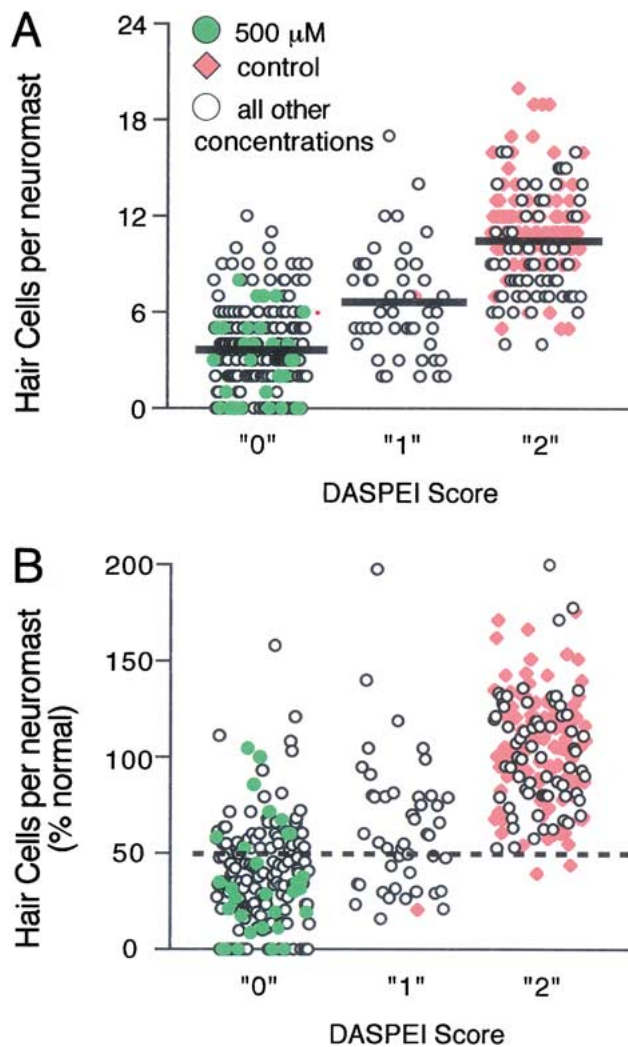 A
24
500 μM
control
all other
concentrations
18
12
6
0
Hair Cells per neuromast
"0"
"1"
"2"
DASPEI Score
B
200
150
100
50
0
Hair Cells per neuromast
(% normal)
"0"
"1"
"2"
DASPEI Score